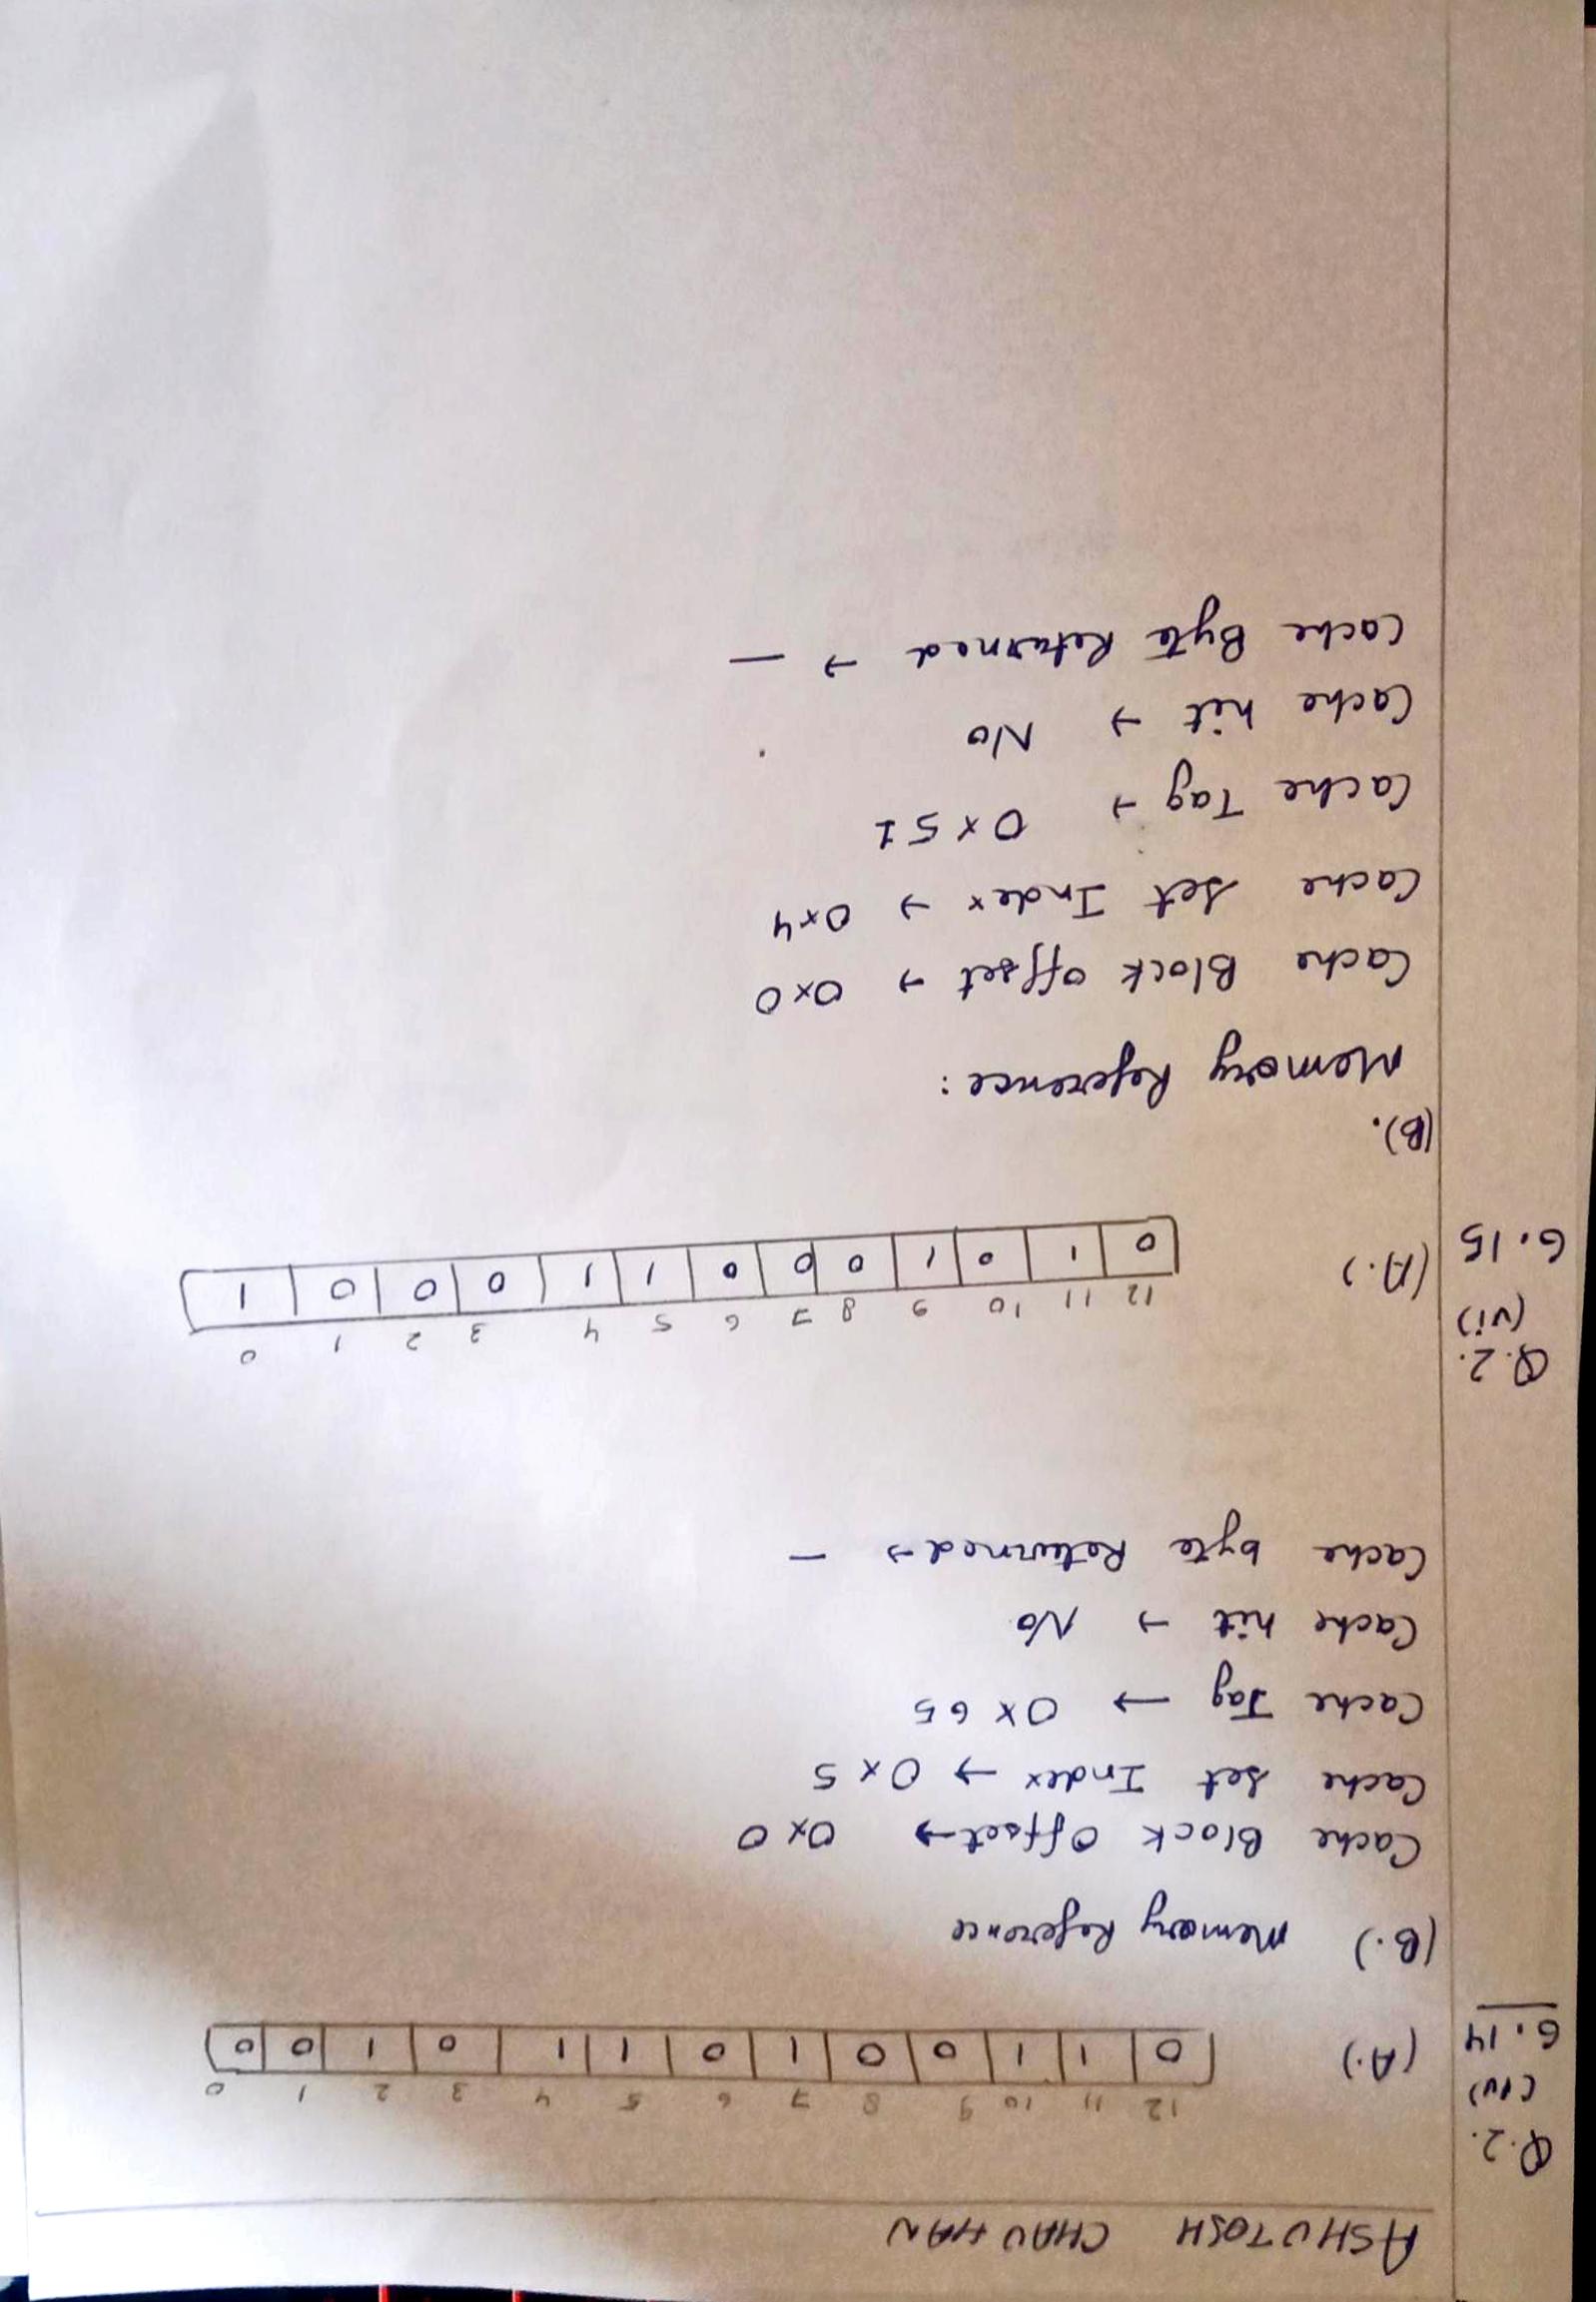 ASHUTOSH CHAUHAN
Q.2.
(iv)
6.14
(A.)
12 11 10 9 8 7 6 5 4 3 2 1 0
0 1 1 0 0 1 0 1 1 0 1 0 0
(B.) Memory Reference
Cache Block Offset → 0x0
Cache Set Index → 0x5
Cache Tag → 0x65
Cache hit → No
Cache byte Returned → –
Q.2.
(vi)
6.15
(A.)
12 11 10 9 8 7 6 5 4 3 2 1 0
0 1 0 1 0 0 0 1 1 0 0 0 1
(B).
Memory Reference:
Cache Block offset → 0x0
Cache Set Index → 0x4
Cache Tag → 0x51
Cache hit → No
Cache Byte Returned → —